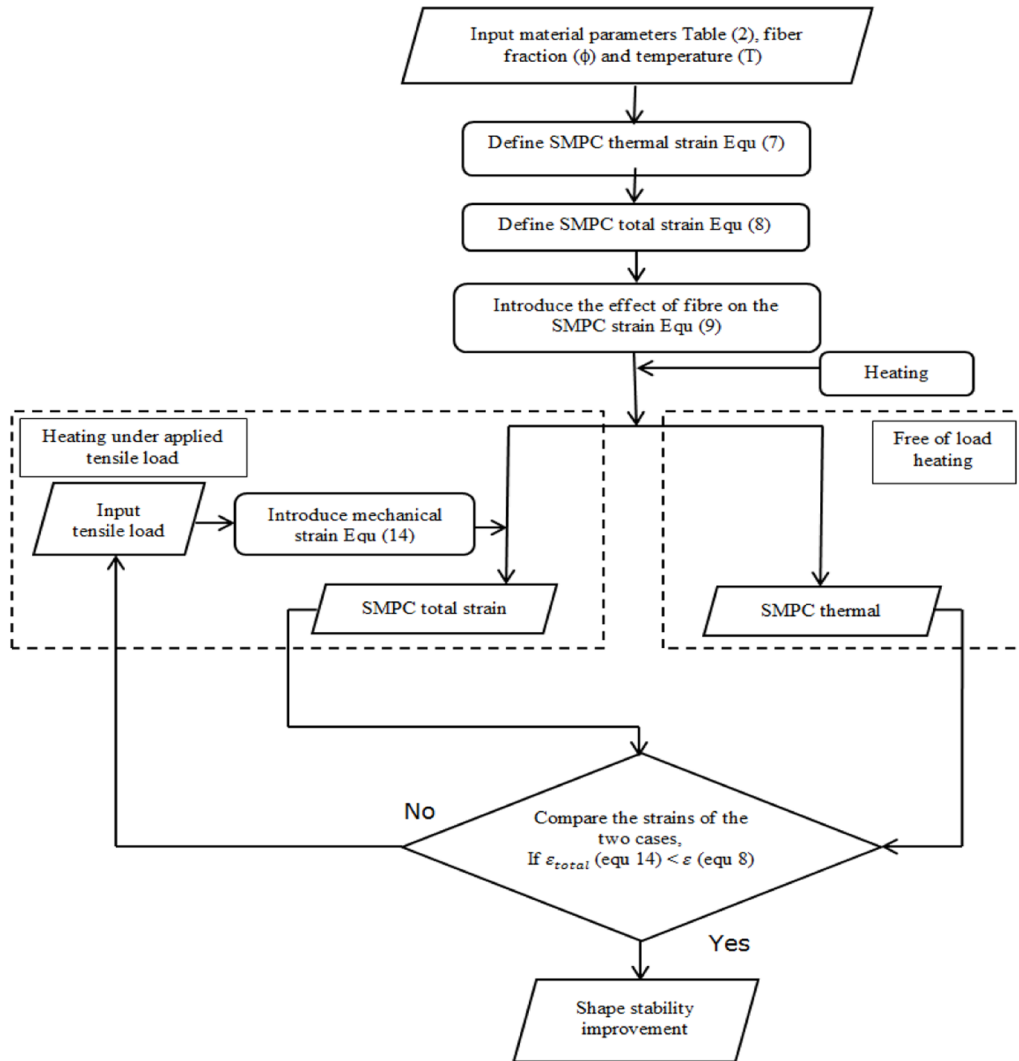 Input material parameters Table (2), fiber
fraction (ϕ) and temperature (T)
Define SMPC thermal strain Equ (7)
Define SMPC total strain Equ (8)
Introduce the effect of fibre on the
SMPC strain Equ (9)
Heating
Heating under applied
tensile load
Free of load
heating
Input
tensile load
Introduce mechanical
strain Equ (14)
SMPC total strain
SMPC thermal
No
Compare the strains of the
two cases,
If ε_total (equ 14) < ε (equ 8)
Yes
Shape stability
improvement